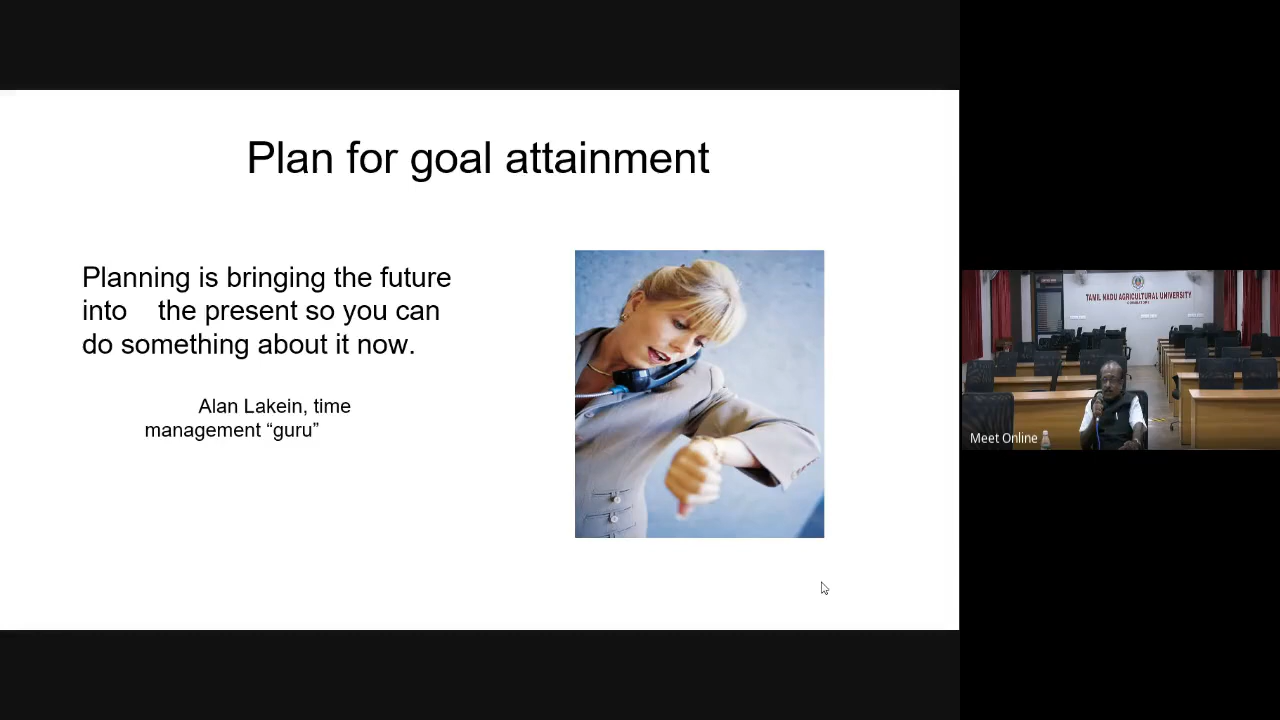 Plan for goal attainment
Planning is bringing the future
into the present so you can
do something about it now.
Alan Lakein, time
management “guru”
TAMIL NADU AGRICULTURAL UNIVERSITY
Meet Online